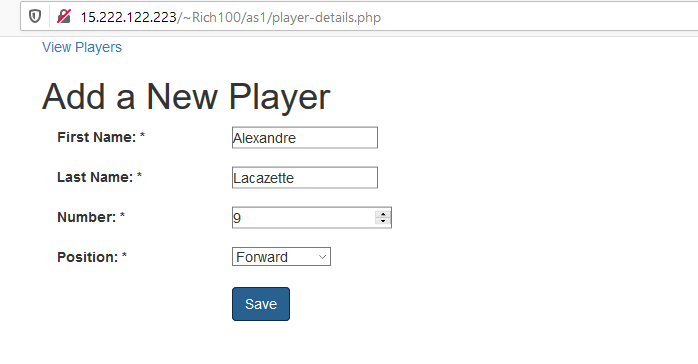 15.222.122.223/~Rich100/as1/player-details.php
View Players
Add a New Player
First Name: * Alexandre
Last Name: * Lacazette
Number: * 9
Position: * Forward
Save